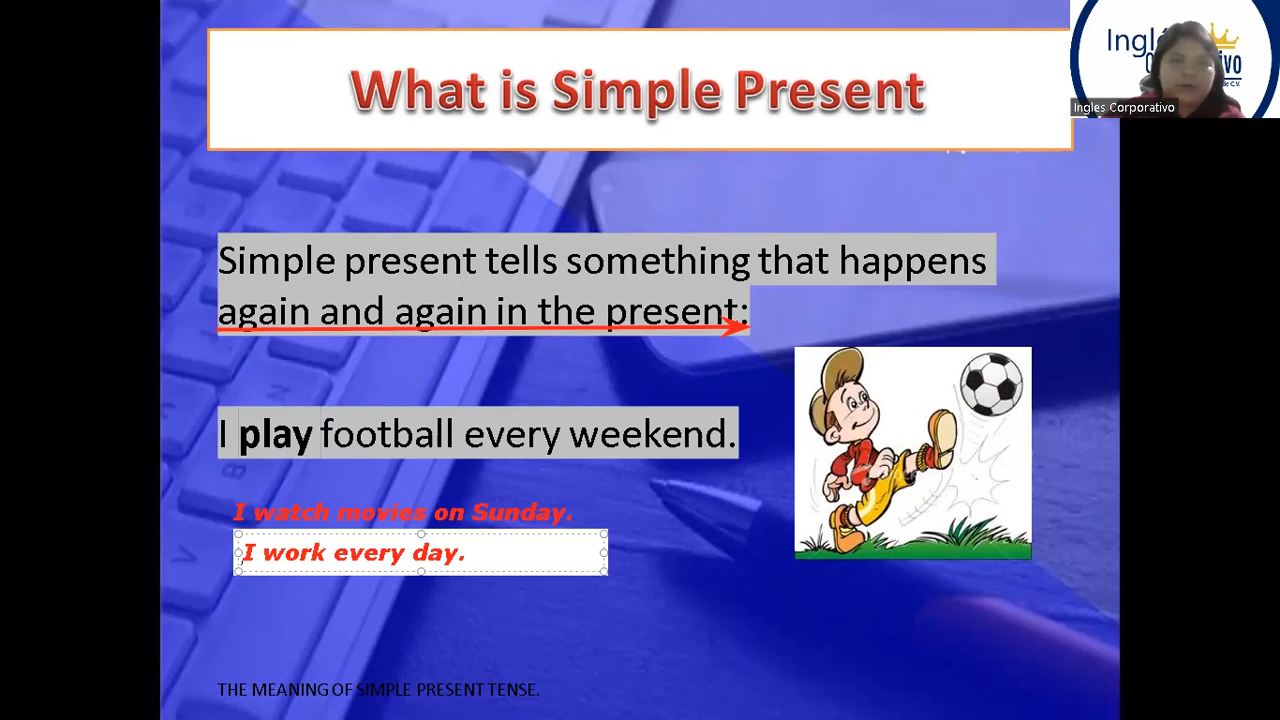 What is Simple Present
Ingles Corporativo
Simple present tells something that happens
again and again in the present:
I play football every weekend.
I watch movies on Sunday.
I work every day.
THE MEANING OF SIMPLE PRESENT TENSE.